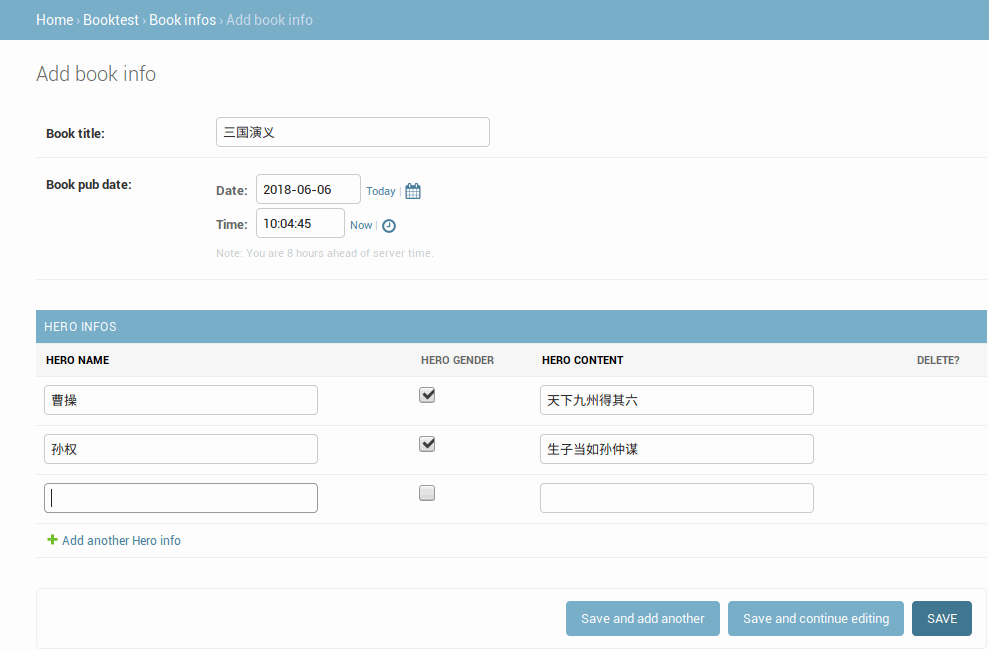 Home › Booktest › Book infos › Add book info
Add book info
Book title: 三国演义
Book pub date:
Date: 2018-06-06 Today |
Time: 10:04:45 Now |
Note: You are 8 hours ahead of server time.
HERO INFOS
HERO NAME HERO GENDER HERO CONTENT DELETE?
曹操 天下九州得其六
孙权 生子当如孙仲谋
Add another Hero info
Save and add another Save and continue editing SAVE